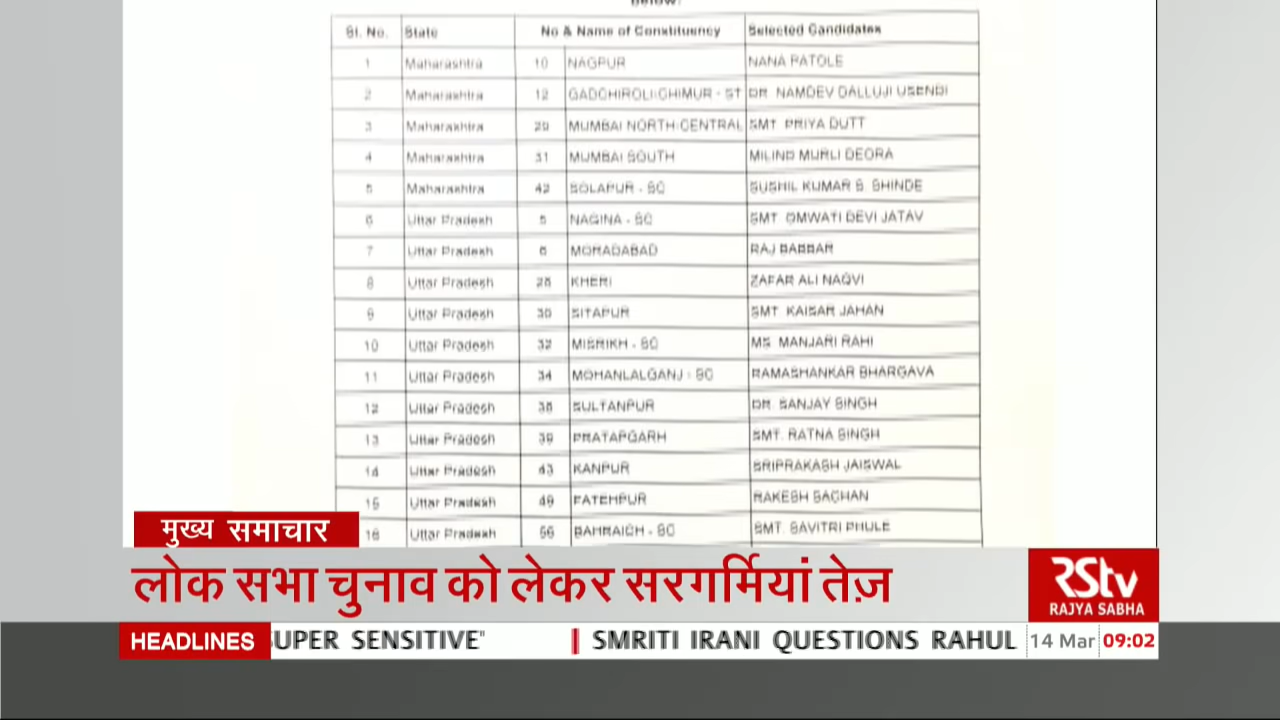 Sl. No. State No & Name of Constituency Selected Candidates
1 Maharashtra 10 NAGPUR NANA PATOLE
2 Maharashtra 12 GADCHIROLI-CHIMUR - ST DR. NAMDEV DALLUJI USENDI
3 Maharashtra 29 MUMBAI NORTH-CENTRAL SMT. PRIYA DUTT
4 Maharashtra 31 MUMBAI SOUTH MILIND MURLI DEORA
5 Maharashtra 42 SOLAPUR - SC SUSHIL KUMAR S. SHINDE
6 Uttar Pradesh 5 NAGINA - SC SMT. OMWATI DEVI JATAV
7 Uttar Pradesh 6 MORADABAD RAJ BABBAR
8 Uttar Pradesh 28 KHERI ZAFAR ALI NAQVI
9 Uttar Pradesh 30 SITAPUR SMT. KAISAR JAHAN
10 Uttar Pradesh 32 MISRIKH - SC MS. MANJARI RAHI
11 Uttar Pradesh 34 MOHANLALGANJ - SC RAMASHANKAR BHARGAVA
12 Uttar Pradesh 38 SULTANPUR DR. SANJAY SINGH
13 Uttar Pradesh 39 PRATAPGARH SMT. RATNA SINGH
14 Uttar Pradesh 43 KANPUR SRIPRAKASH JAISWAL
15 Uttar Pradesh 49 FATEHPUR RAKESH SACHAN
16 Uttar Pradesh 56 BAHRAICH - SC SMT. SAVITRI PHULE
मुख्य समाचार
लोक सभा चुनाव को लेकर सरगर्मियां तेज़
RStv
RAJYA SABHA
HEADLINES SUPER SENSITIVE" | SMRITI IRANI QUESTIONS RAHUL 14 Mar 09:02